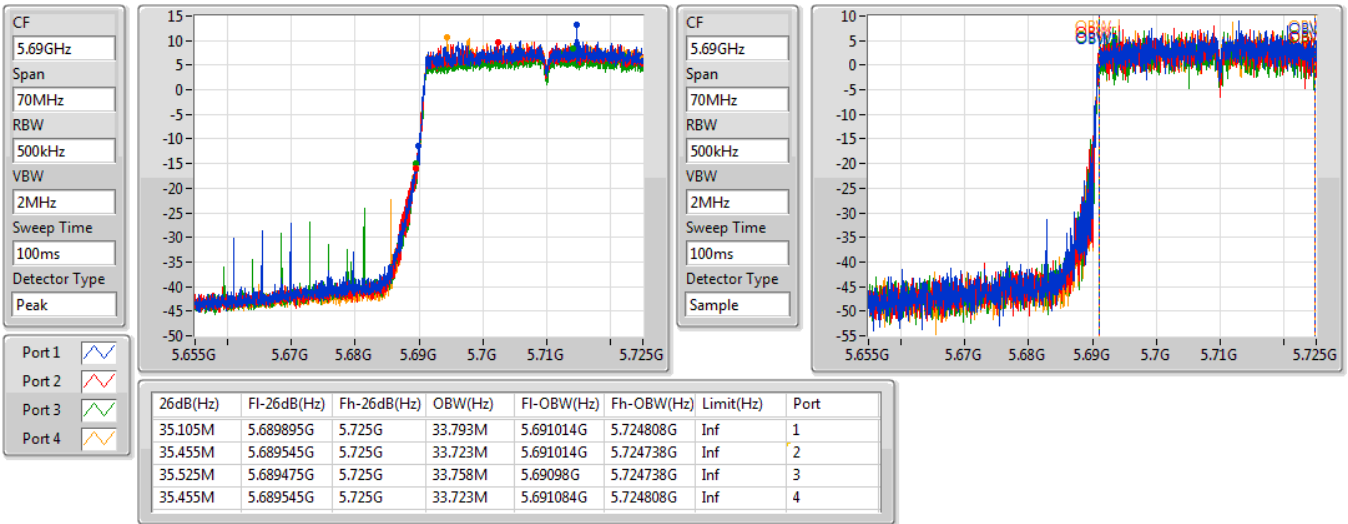 CF
5.69GHz
Span
70MHz
RBW
500kHz
VBW
2MHz
Sweep Time
100ms
Detector Type
Peak
Port 1
Port 2
Port 3
Port 4
15
10
5
0
-5
-10
-15
-20
-25
-30
-35
-40
-45
-50
5.655G 5.67G 5.68G 5.69G 5.7G 5.71G 5.725G
CF
5.69GHz
Span
70MHz
RBW
500kHz
VBW
2MHz
Sweep Time
100ms
Detector Type
Sample
10
5
0
-5
-10
-15
-20
-25
-30
-35
-40
-45
-50
-55
OBW OBW
5.655G 5.67G 5.68G 5.69G 5.7G 5.71G 5.725G
26dB(Hz) Fl-26dB(Hz) Fh-26dB(Hz) OBW(Hz) Fl-OBW(Hz) Fh-OBW(Hz) Limit(Hz) Port
35.105M 5.689895G 5.725G 33.793M 5.691014G 5.724808G Inf 1
35.455M 5.689545G 5.725G 33.723M 5.691014G 5.724738G Inf 2
35.525M 5.689475G 5.725G 33.758M 5.69098G 5.724738G Inf 3
35.455M 5.689545G 5.725G 33.723M 5.691084G 5.724808G Inf 4